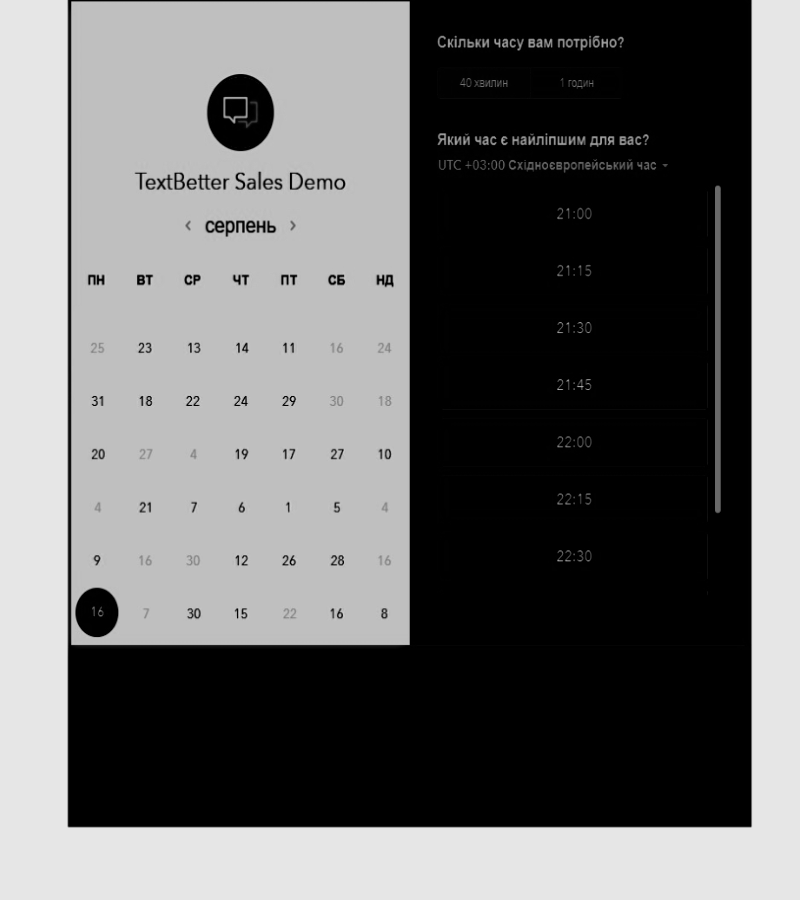 TextBetter Sales Demo
‹ серпень ›
ПН ВТ СР ЧТ ПТ СБ НД
25 23 13 14 11 16 24
31 18 22 24 29 30 18
20 27 4 19 17 27 10
4 21 7 6 1 5 4
9 16 30 12 26 28 16
16 7 30 15 22 16 8
Скільки часу вам потрібно?
40 хвилин 1 годин
Який час є найліпшим для вас?
UTC +03:00 Східноєвропейський час
21:00
21:15
21:30
21:45
22:00
22:15
22:30